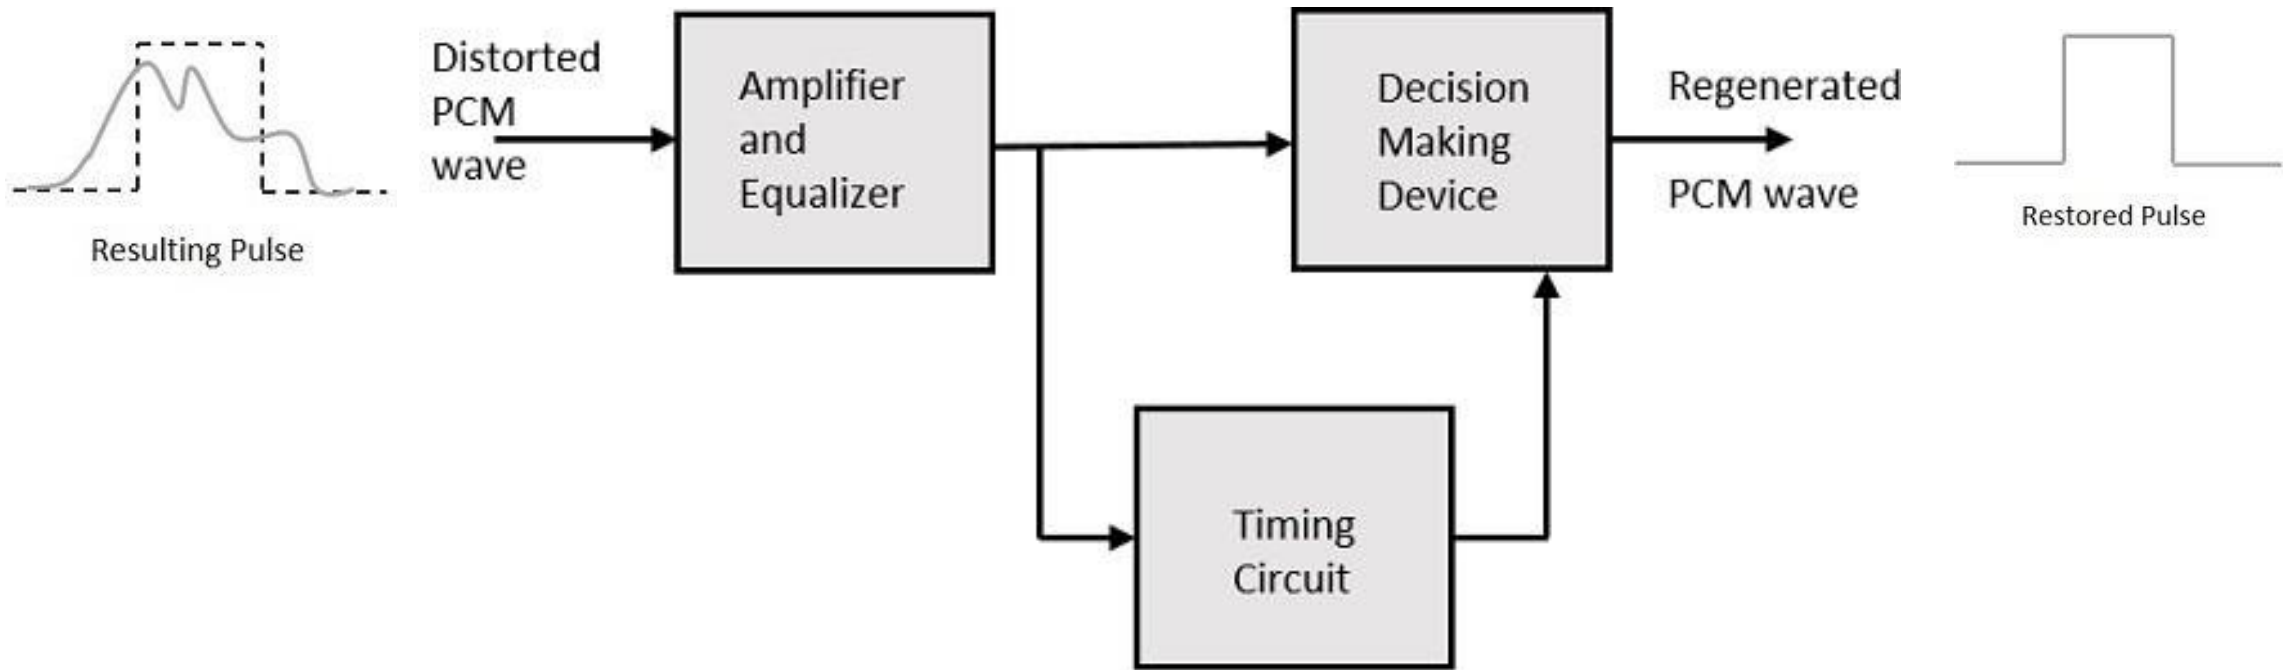 Distorted
PCM
wave
Resulting Pulse
Amplifier
and
Equalizer
Decision
Making
Device
Regenerated
PCM wave
Restored Pulse
Timing
Circuit